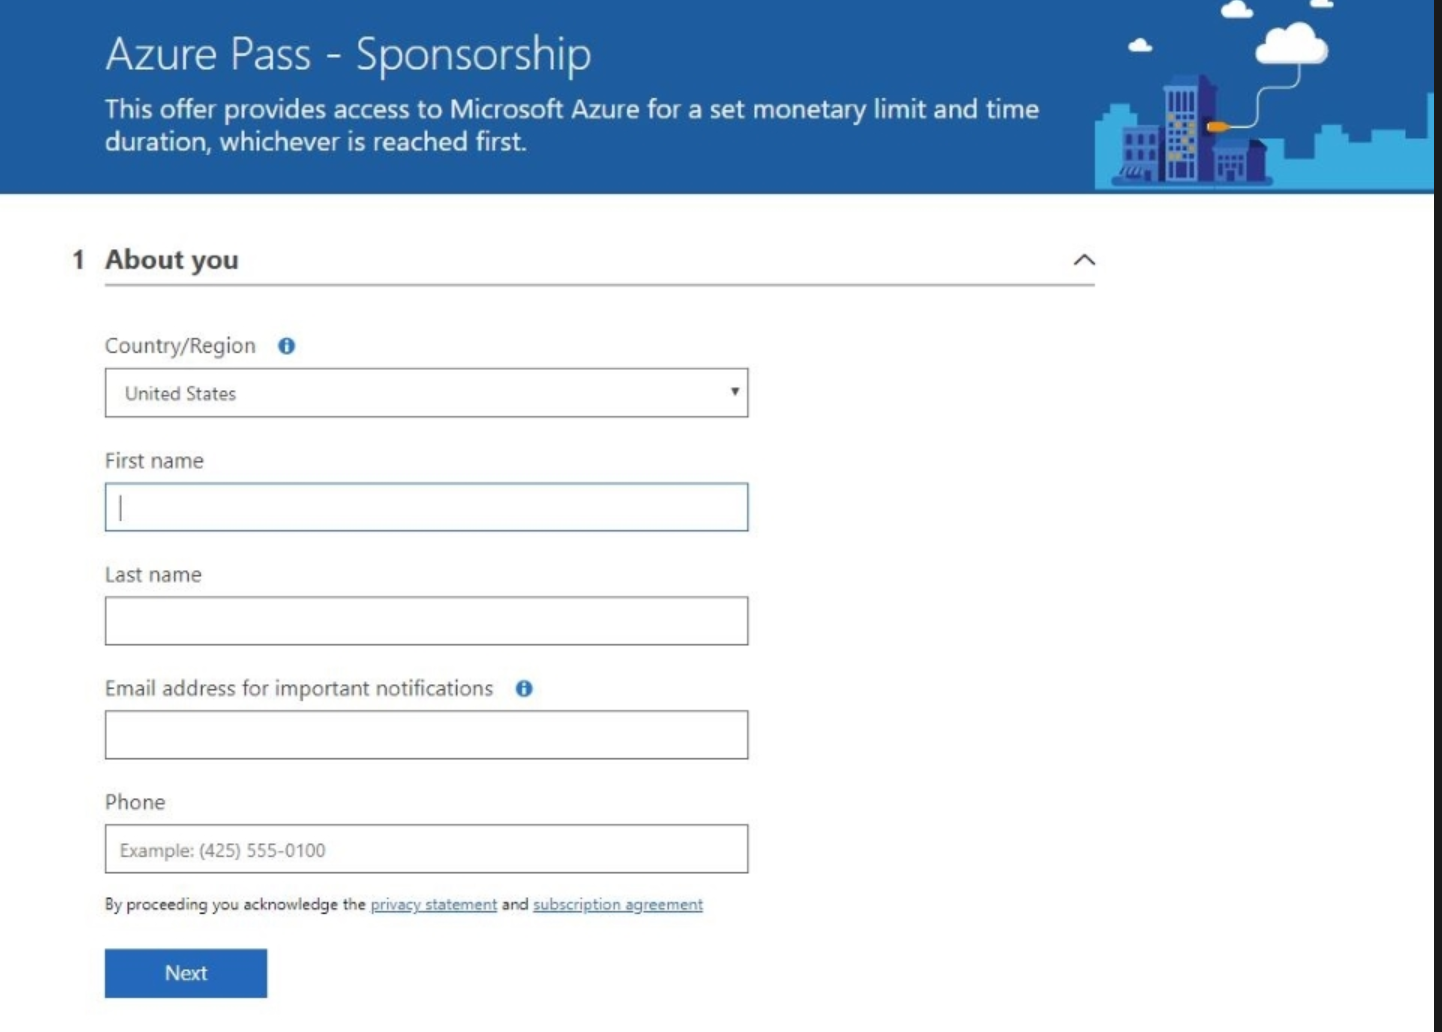 Azure Pass - Sponsorship
This offer provides access to Microsoft Azure for a set monetary limit and time
duration, whichever is reached first.
1 About you
Country/Region
United States
First name
Last name
Email address for important notifications
Phone
Example: (425) 555-0100
By proceeding you acknowledge the privacy statement and subscription agreement
Next